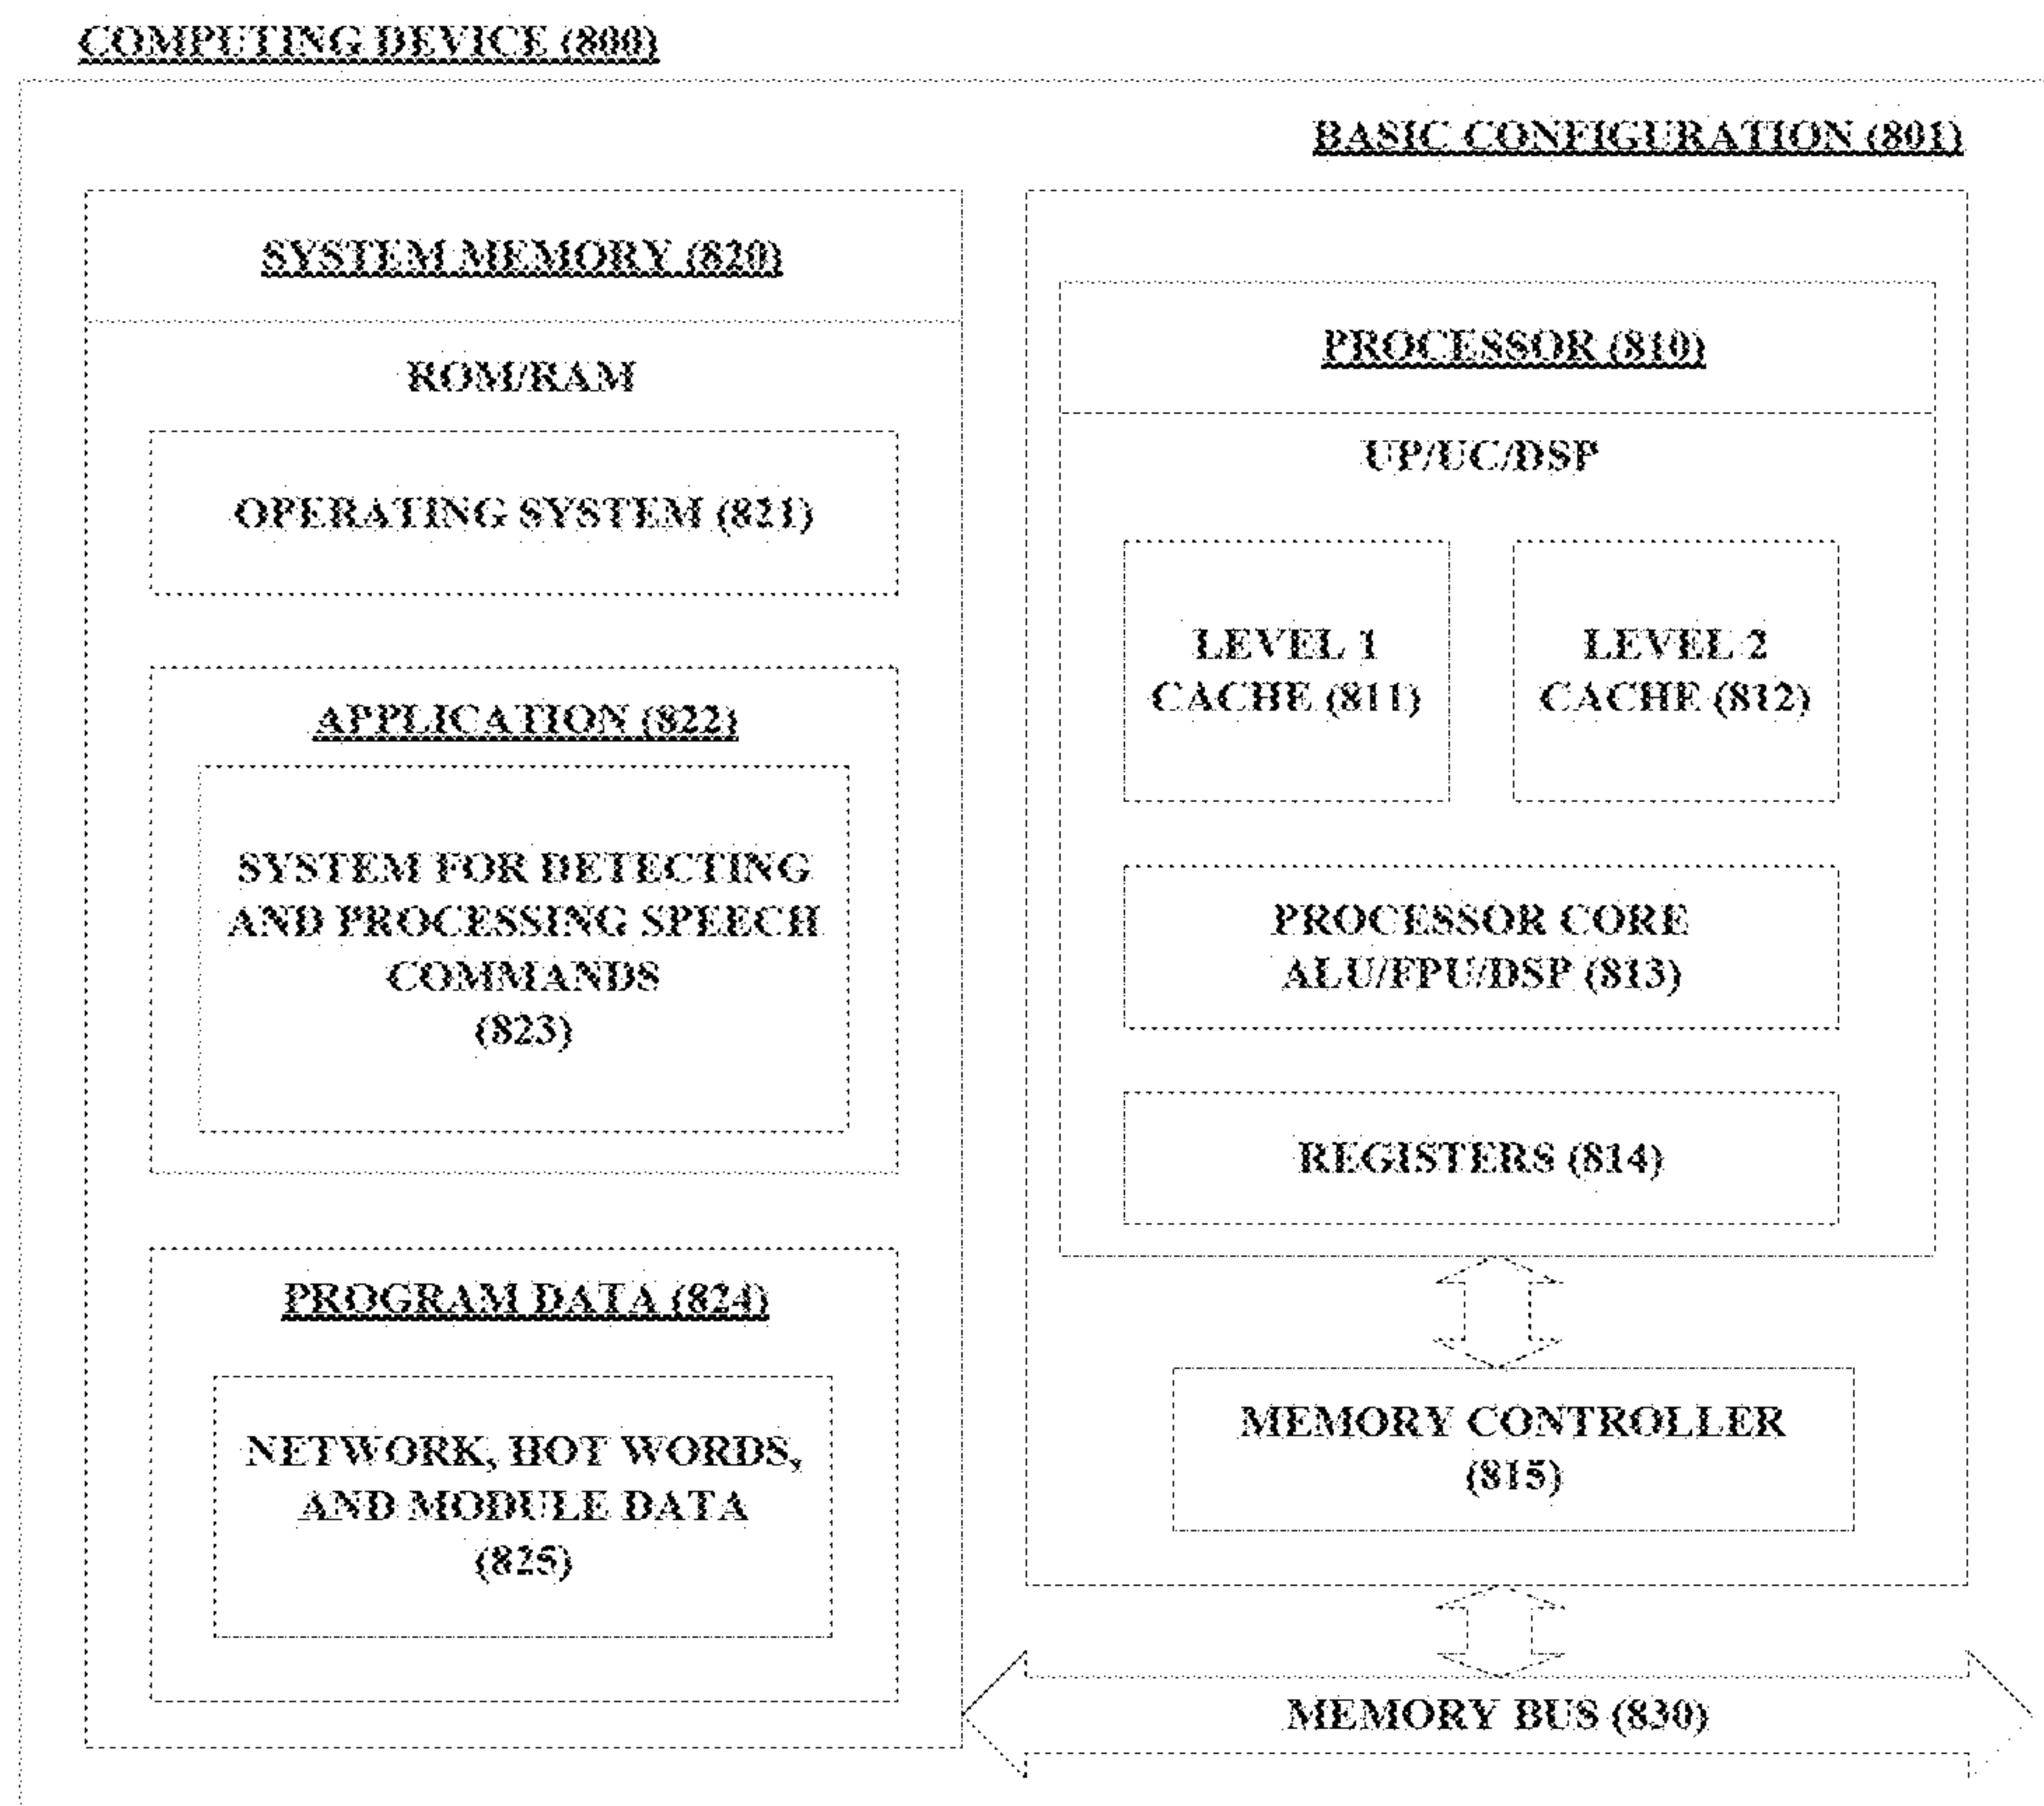 COMPUTING DEVICE (800)
BASIC CONFIGURATION (801)
SYSTEM MEMORY (820)
ROM/RAM
OPERATING SYSTEM (821)
APPLICATION (822)
SYSTEM FOR DETECTING
AND PROCESSING SPEECH
COMMANDS
(823)
PROGRAM DATA (824)
NETWORK, HOT WORDS,
AND MODULE DATA
(825)
PROCESSOR (810)
UP/UC/DSP
LEVEL 1
CACHE (811)
LEVEL 2
CACHE (812)
PROCESSOR CORE
ALU/FPU/DSP (813)
REGISTERS (814)
MEMORY CONTROLLER
(815)
MEMORY BUS (830)